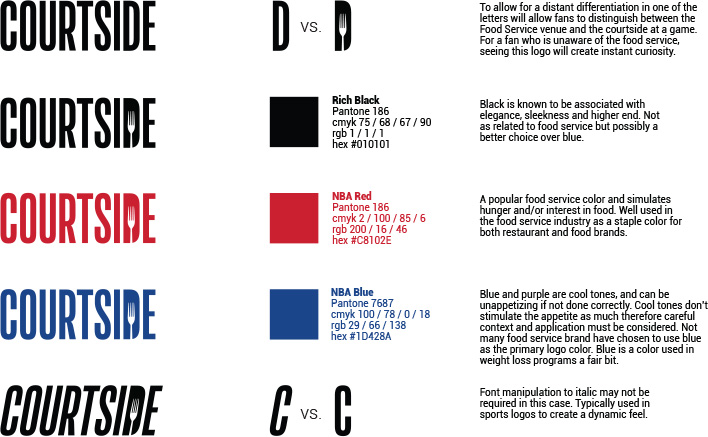 COURTSIDE
D VS. D
To allow for a distant differentiation in one of the
letters will allow fans to distinguish between the
Food Service venue and the courtside at a game.
For a fan who is unaware of the food service,
seeing this logo will create instant curiosity.
COURTSIDE
Rich Black
Pantone 186
cmyk 75 / 68 / 67 / 90
rgb 1 / 1 / 1
hex #010101
Black is known to be associated with
elegance, sleekness and higher end. Not
as related to food service but possibly a
better choice over blue.
COURTSIDE
NBA Red
Pantone 186
cmyk 2 / 100 / 85 / 6
rgb 200 / 16 / 46
hex #C8102E
A popular food service color and simulates
hunger and/or interest in food. Well used in
the food service industry as a staple color for
both restaurant and food brands.
COURTSIDE
NBA Blue
Pantone 7687
cmyk 100 / 78 / 0 / 18
rgb 29 / 66 / 138
hex #1D428A
Blue and purple are cool tones, and can be
unappetizing if not done correctly. Cool tones don't
stimulate the appetite as much therefore careful
context and application must be considered. Not
many food service brand have chosen to use blue
as the primary logo color. Blue is a color used in
weight loss programs a fair bit.
COURTSIDE
C VS. C
Font manipulation to italic may not be
required in this case. Typically used in
sports logos to create a dynamic feel.